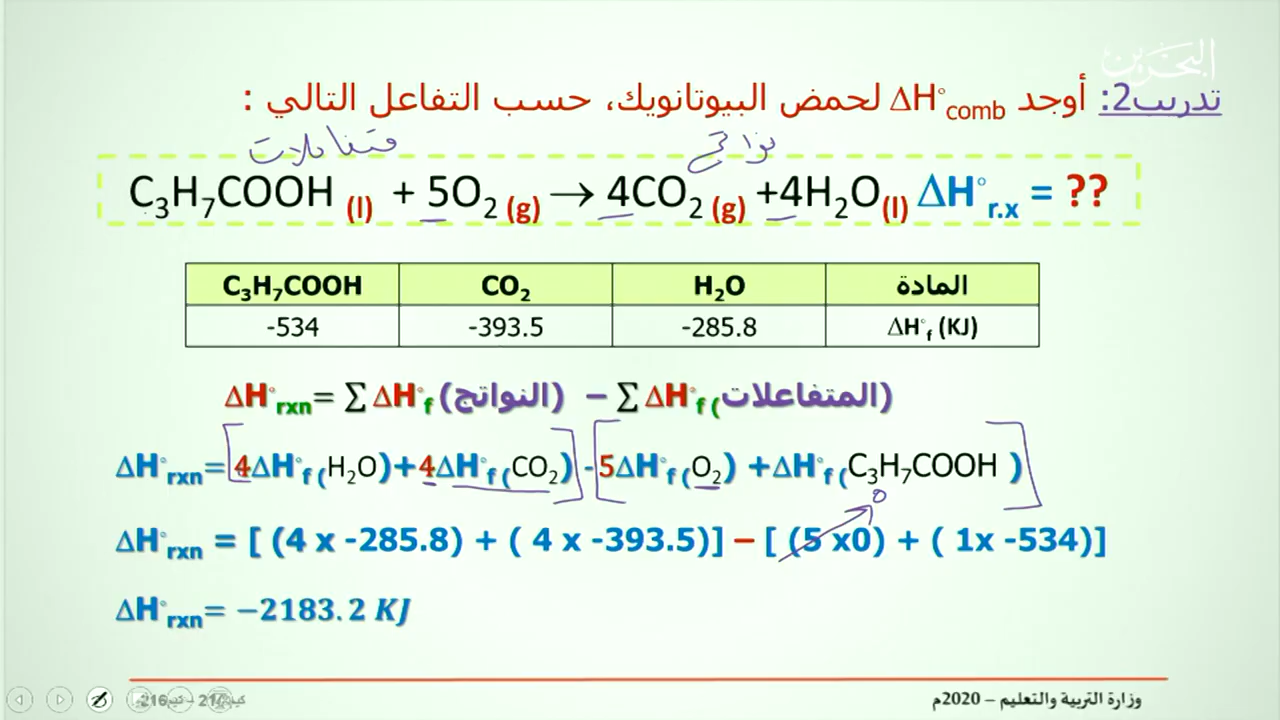 البحرين
تدريب2: أوجد ΔH°comb لحمض البيوتانويك، حسب التفاعل التالي :
متفاعلات نواتج
C₃H₇COOH (l) + 5O₂ (g) → 4CO₂ (g) +4H₂O(l) ΔH°r.x = ??
C₃H₇COOH CO₂ H₂O المادة
-534 -393.5 -285.8 ΔH°f (KJ)
ΔH°rxn= ∑ ΔH°f (النواتج) – ∑ ΔH°f (المتفاعلات)
ΔH°rxn= [4ΔH°f (H₂O)+4ΔH°f (CO₂)] -[5ΔH°f (O₂) +ΔH°f (C₃H₇COOH )]
0
ΔH°rxn = [ (4 x -285.8) + ( 4 x -393.5)] – [ (5 x0) + ( 1x -534)]
ΔH°rxn= −2183.2 KJ
وزارة التربية والتعليم – 2020م